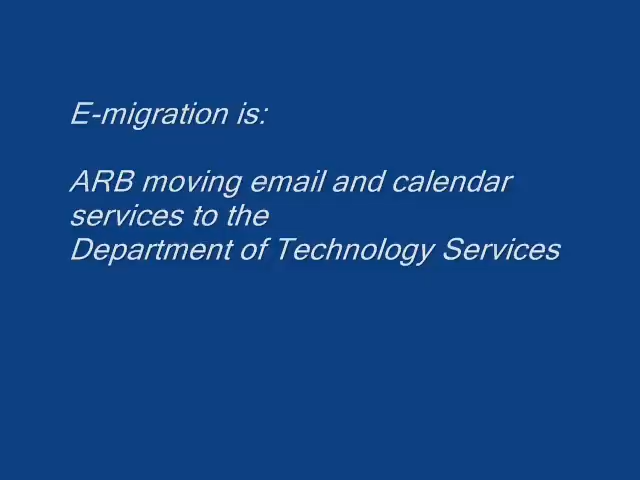 E-migration is:
ARB moving email and calendar
services to the
Department of Technology Services